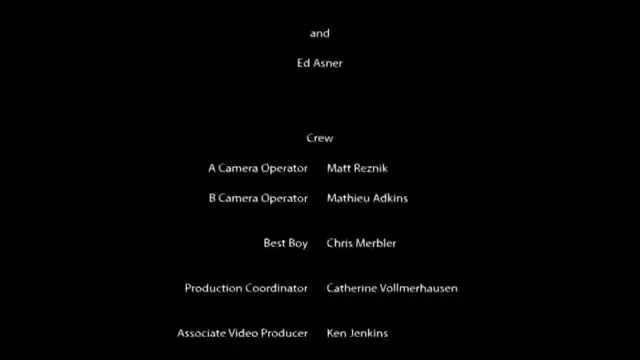 and
Ed Asner
Crew
A Camera Operator Matt Reznik
B Camera Operator Mathieu Adkins
Best Boy Chris Merbler
Production Coordinator Catherine Vollmerhausen
Associate Video Producer Ken Jenkins